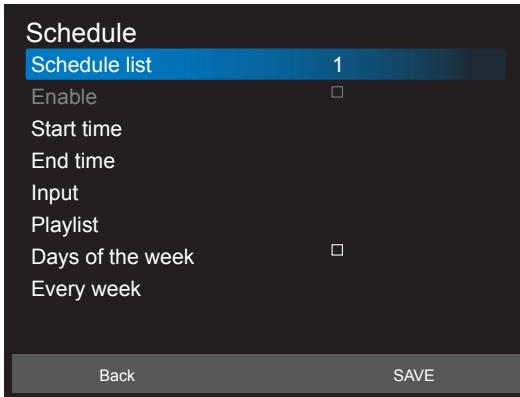 Schedule
Schedule list 1
Enable
Start time
End time
Input
Playlist
Days of the week
Every week
Back SAVE